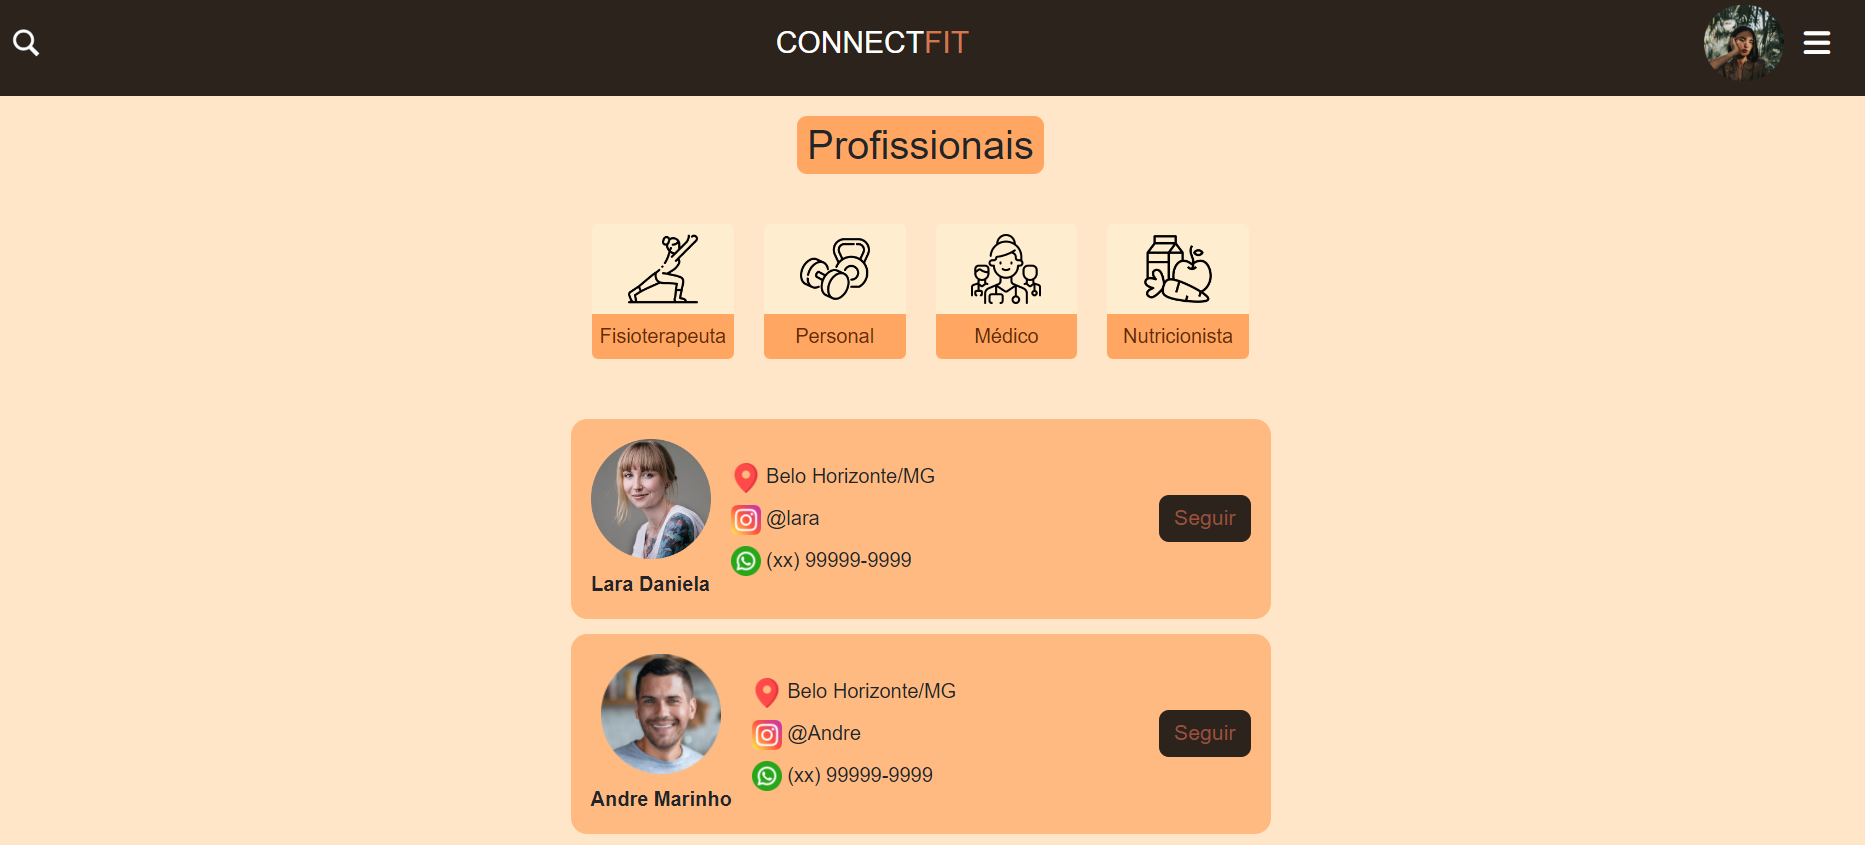 CONNECTFIT
Profissionais
Fisioterapeuta
Personal
Médico
Nutricionista
Belo Horizonte/MG
@lara
(xx) 99999-9999
Lara Daniela
Seguir
Belo Horizonte/MG
@Andre
(xx) 99999-9999
Andre Marinho
Seguir